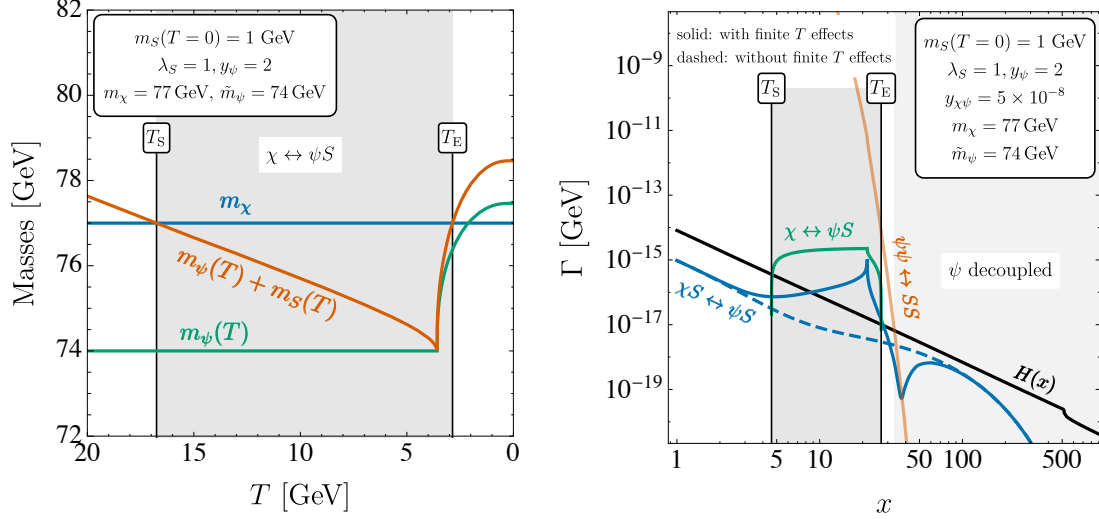 82
80
78
76
74
72
Masses [GeV]
m_S(T = 0) = 1 GeV
λ_S = 1, y_ψ = 2
m_χ = 77 GeV, m̃_ψ = 74 GeV
T_S
T_E
χ ↔ ψS
m_χ
m_ψ(T) + m_S(T)
m_ψ(T)
20
15
10
5
0
T [GeV]
solid: with finite T effects
dashed: without finite T effects
10^{-9}
10^{-11}
10^{-13}
10^{-15}
10^{-17}
10^{-19}
Γ [GeV]
m_S(T = 0) = 1 GeV
λ_S = 1, y_ψ = 2
y_{χψ} = 5 × 10^{-8}
m_χ = 77 GeV
m̃_ψ = 74 GeV
T_S
T_E
χ ↔ ψS
χS ↔ ψS
ψψ ↔ SS
ψ decoupled
H(x)
1
5
10
50
100
500
x